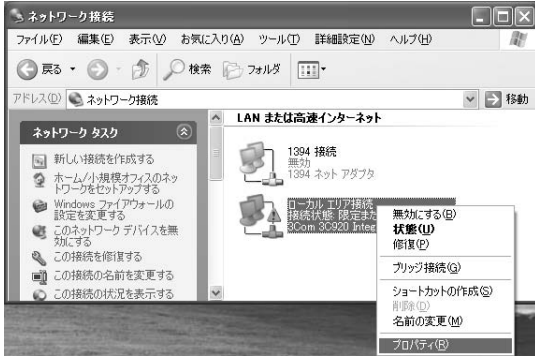 ネットワーク接続
ファイル(F) 編集(E) 表示(V) お気に入り(A) ツール(T) 詳細設定(N) ヘルプ(H)
戻る 検索 フォルダ
アドレス(D) ネットワーク接続 移動
ネットワーク タスク
新しい接続を作成する
ホーム/小規模オフィスのネットワークをセットアップする
Windows ファイアウォールの設定を変更する
このネットワーク デバイスを無効にする
この接続を修復する
この接続の名前を変更する
この接続の状況を表示する
LAN または高速インターネット
1394 接続
無効
1394 ネット アダプタ
ローカル エリア接続
接続状態 限定また
3Com 3C920 Integ
無効にする(B)
状態(U)
修復(P)
ブリッジ接続(G)
ショートカットの作成(S)
削除(D)
名前の変更(M)
プロパティ(R)